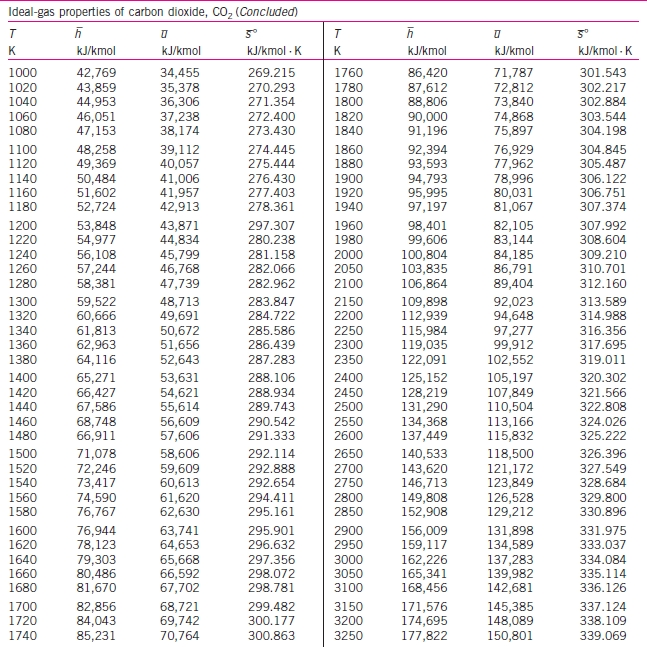 Ideal-gas properties of carbon dioxide, CO₂ (Concluded)
T h̄ ū s̄° T h̄ ū s̄°
K kJ/kmol kJ/kmol kJ/kmol · K K kJ/kmol kJ/kmol kJ/kmol · K
1000 42,769 34,455 269.215 1760 86,420 71,787 301.543
1020 43,859 35,378 270.293 1780 87,612 72,812 302.217
1040 44,953 36,306 271.354 1800 88,806 73,840 302.884
1060 46,051 37,238 272.400 1820 90,000 74,868 303.544
1080 47,153 38,174 273.430 1840 91,196 75,897 304.198
1100 48,258 39,112 274.445 1860 92,394 76,929 304.845
1120 49,369 40,057 275.444 1880 93,593 77,962 305.487
1140 50,484 41,006 276.430 1900 94,793 78,996 306.122
1160 51,602 41,957 277.403 1920 95,995 80,031 306.751
1180 52,724 42,913 278.361 1940 97,197 81,067 307.374
1200 53,848 43,871 297.307 1960 98,401 82,105 307.992
1220 54,977 44,834 280.238 1980 99,606 83,144 308.604
1240 56,108 45,799 281.158 2000 100,804 84,185 309.210
1260 57,244 46,768 282.066 2050 103,835 86,791 310.701
1280 58,381 47,739 282.962 2100 106,864 89,404 312.160
1300 59,522 48,713 283.847 2150 109,898 92,023 313.589
1320 60,666 49,691 284.722 2200 112,939 94,648 314.988
1340 61,813 50,672 285.586 2250 115,984 97,277 316.356
1360 62,963 51,656 286.439 2300 119,035 99,912 317.695
1380 64,116 52,643 287.283 2350 122,091 102,552 319.011
1400 65,271 53,631 288.106 2400 125,152 105,197 320.302
1420 66,427 54,621 288.934 2450 128,219 107,849 321.566
1440 67,586 55,614 289.743 2500 131,290 110,504 322.808
1460 68,748 56,609 290.542 2550 134,368 113,166 324.026
1480 66,911 57,606 291.333 2600 137,449 115,832 325.222
1500 71,078 58,606 292.114 2650 140,533 118,500 326.396
1520 72,246 59,609 292.888 2700 143,620 121,172 327.549
1540 73,417 60,613 292.654 2750 146,713 123,849 328.684
1560 74,590 61,620 294.411 2800 149,808 126,528 329.800
1580 76,767 62,630 295.161 2850 152,908 129,212 330.896
1600 76,944 63,741 295.901 2900 156,009 131,898 331.975
1620 78,123 64,653 296.632 2950 159,117 134,589 333.037
1640 79,303 65,668 297.356 3000 162,226 137,283 334.084
1660 80,486 66,592 298.072 3050 165,341 139,982 335.114
1680 81,670 67,702 298.781 3100 168,456 142,681 336.126
1700 82,856 68,721 299.482 3150 171,576 145,385 337.124
1720 84,043 69,742 300.177 3200 174,695 148,089 338.109
1740 85,231 70,764 300.863 3250 177,822 150,801 339.069